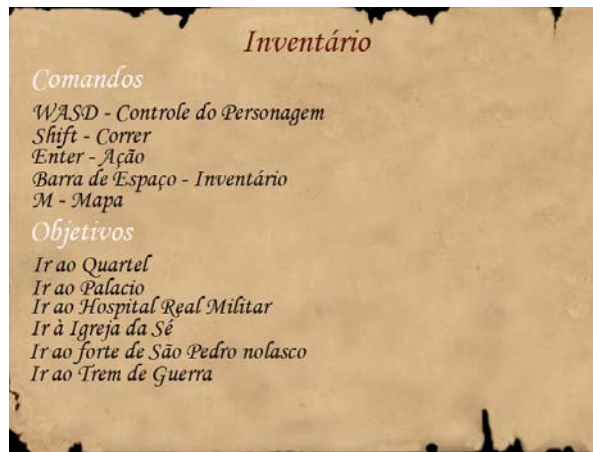 Inventário
Comandos
WASD - Controle do Personagem
Shift - Correr
Enter - Ação
Barra de Espaço - Inventário
M - Mapa
Objetivos
Ir ao Quartel
Ir ao Palacio
Ir ao Hospital Real Militar
Ir à Igreja da Sé
Ir ao forte de São Pedro nolasco
Ir ao Trem de Guerra